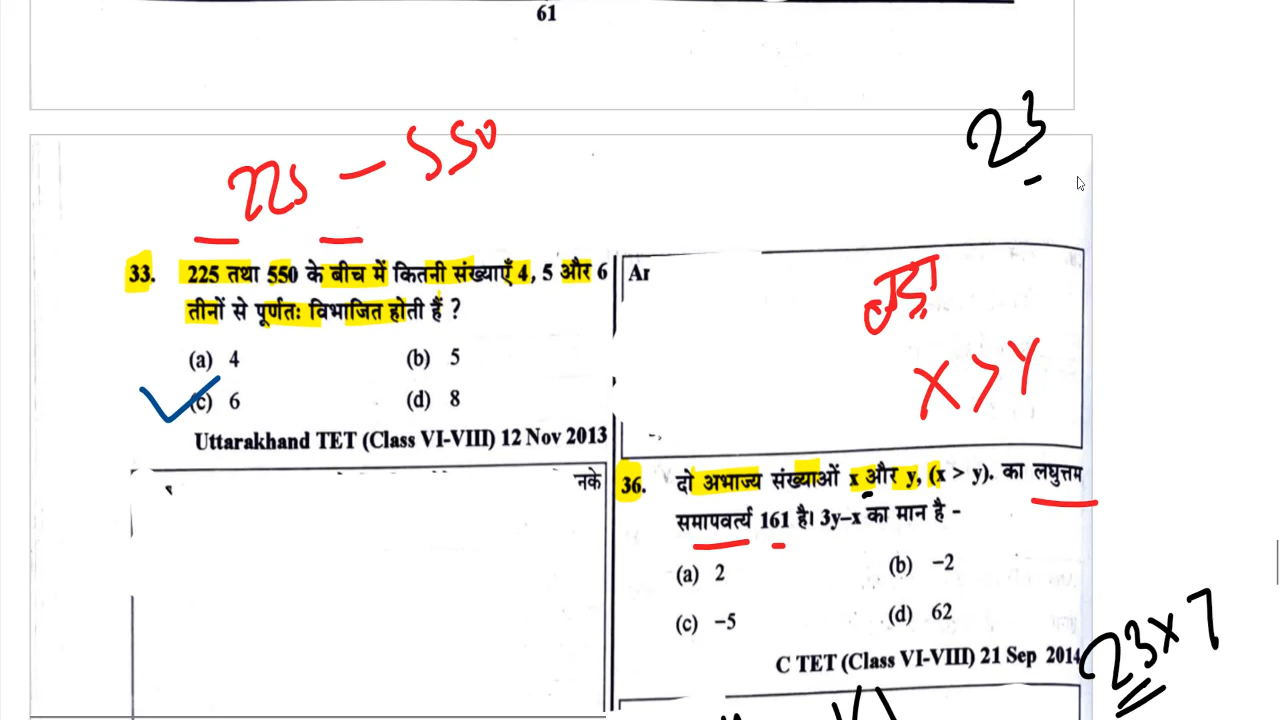 61
23
225 – 550
33. 225 तथा 550 के बीच में कितनी संख्याएँ 4, 5 और 6
तीनों से पूर्णतः विभाजित होती हैं ?
(a) 4 (b) 5
(c) 6 (d) 8
Uttarakhand TET (Class VI-VIII) 12 Nov 2013
नके
Ar
बड़ा
X > Y
36. दो अभाज्य संख्याओं x और y, (x > y). का लघुत्तम
समापवर्त्य 161 है। 3y–x का मान है -
(a) 2 (b) –2
(c) –5 (d) 62
C TET (Class VI-VIII) 21 Sep 2014
23 x 7